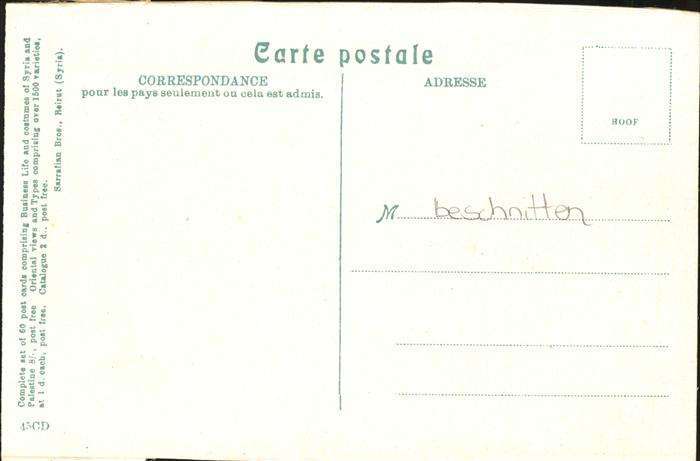 Carte postale
CORRESPONDANCE
pour les pays seulement ou cela est admis.
ADRESSE
HOOF
M beschnitten
Complete set of 60 post cards comprising Business Life and costumes of Syria and
Palestine 8/-, post free Oriental views and Types comprising over 1500 varieties,
at 1 d. each, post free. Catalogue 2 d., post free.
Sarrafian Bros., Beirut (Syria).
45CD